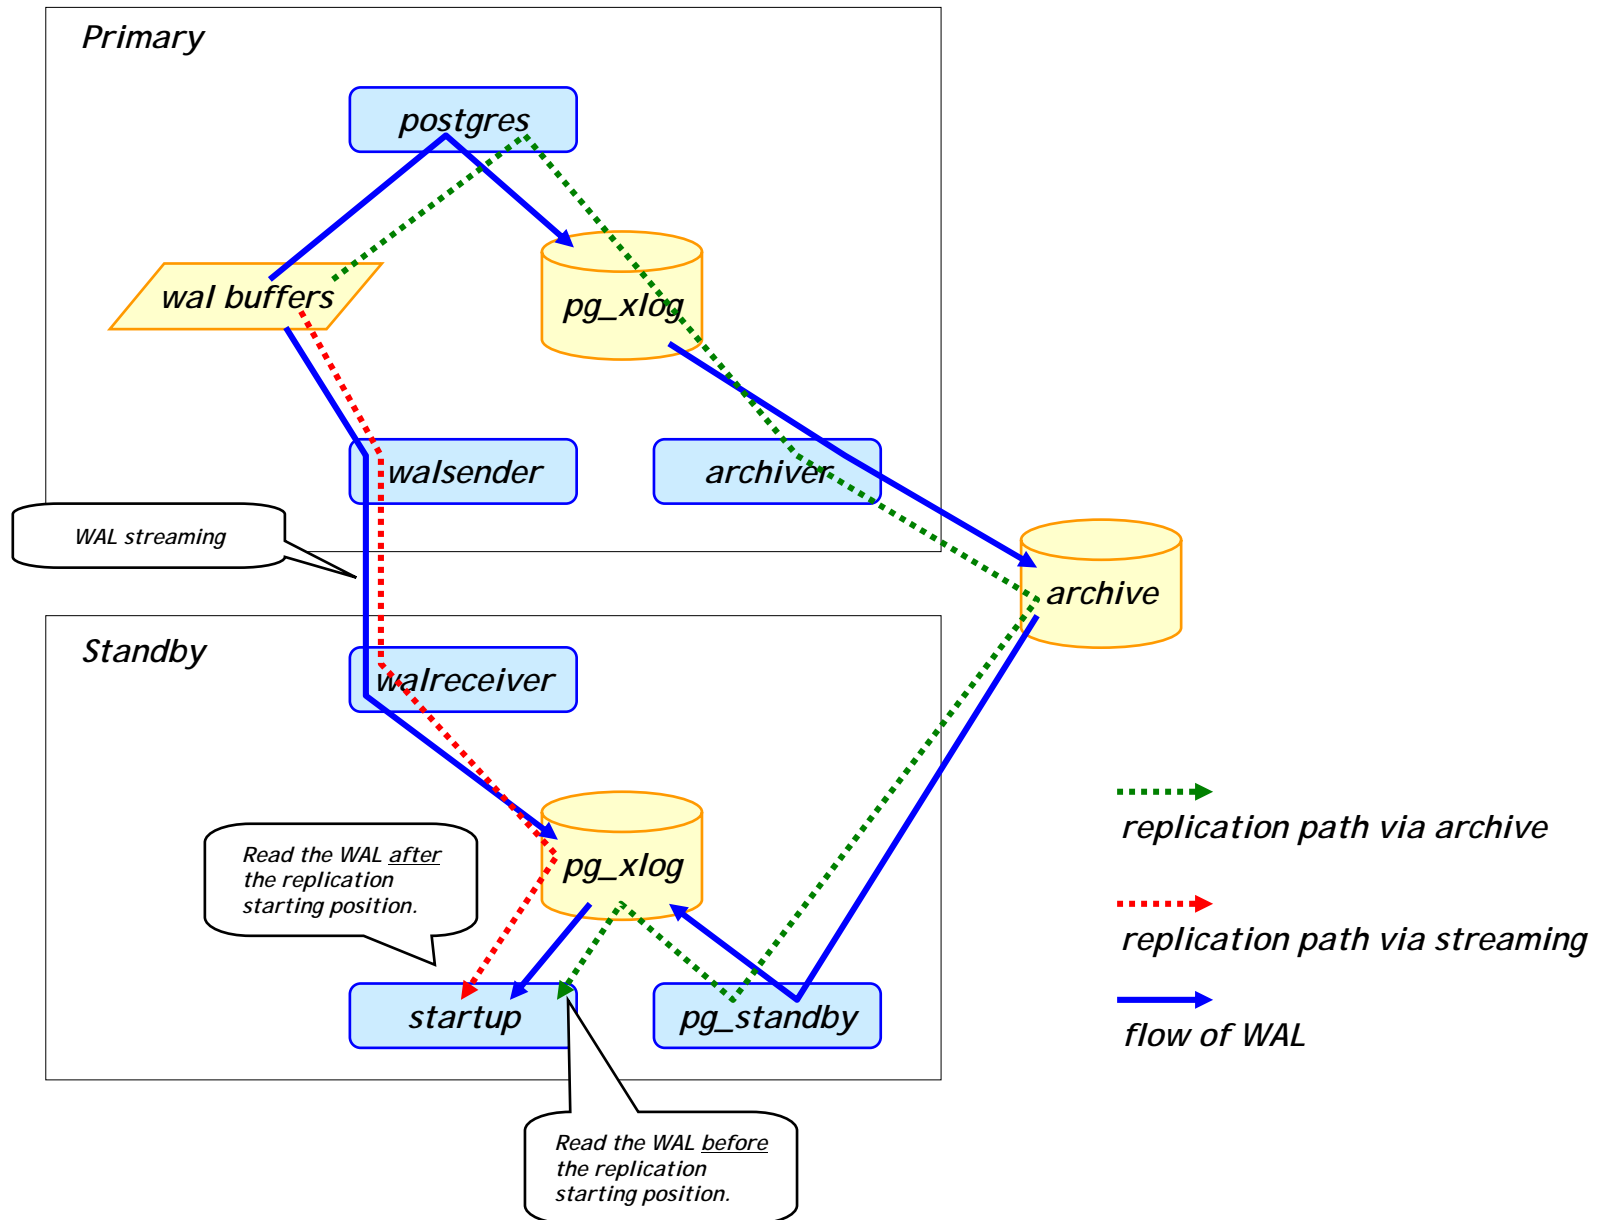 Primary
postgres
wal buffers
pg_xlog
walsender
archiver
WAL streaming
archive
Standby
walreceiver
replication path via archive
Read the WAL after
the replication
starting position.
pg_xlog
replication path via streaming
startup
pg_standby
flow of WAL
Read the WAL before
the replication
starting position.